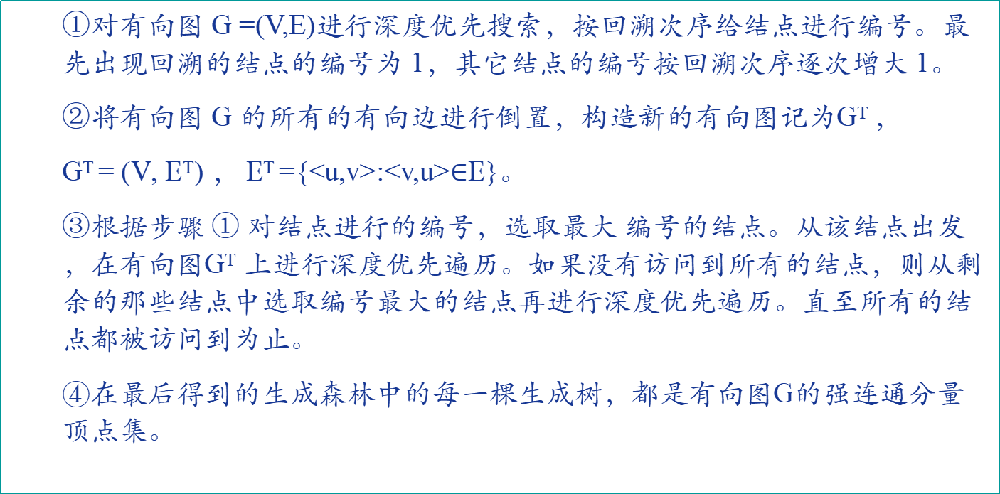 ①对有向图 G =(V,E)进行深度优先搜索，按回溯次序给结点进行编号。最
先出现回溯的结点的编号为 1，其它结点的编号按回溯次序逐次增大 1。
②将有向图 G 的所有的有向边进行倒置，构造新的有向图记为Gᵀ ，
Gᵀ = (V, Eᵀ) ， Eᵀ ={<u,v>:<v,u>∈E}。
③根据步骤 ① 对结点进行的编号，选取最大 编号的结点。从该结点出发
，在有向图Gᵀ 上进行深度优先遍历。如果没有访问到所有的结点，则从剩
余的那些结点中选取编号最大的结点再进行深度优先遍历。直至所有的结
点都被访问到为止。
④在最后得到的生成森林中的每一棵生成树，都是有向图G的强连通分量
顶点集。